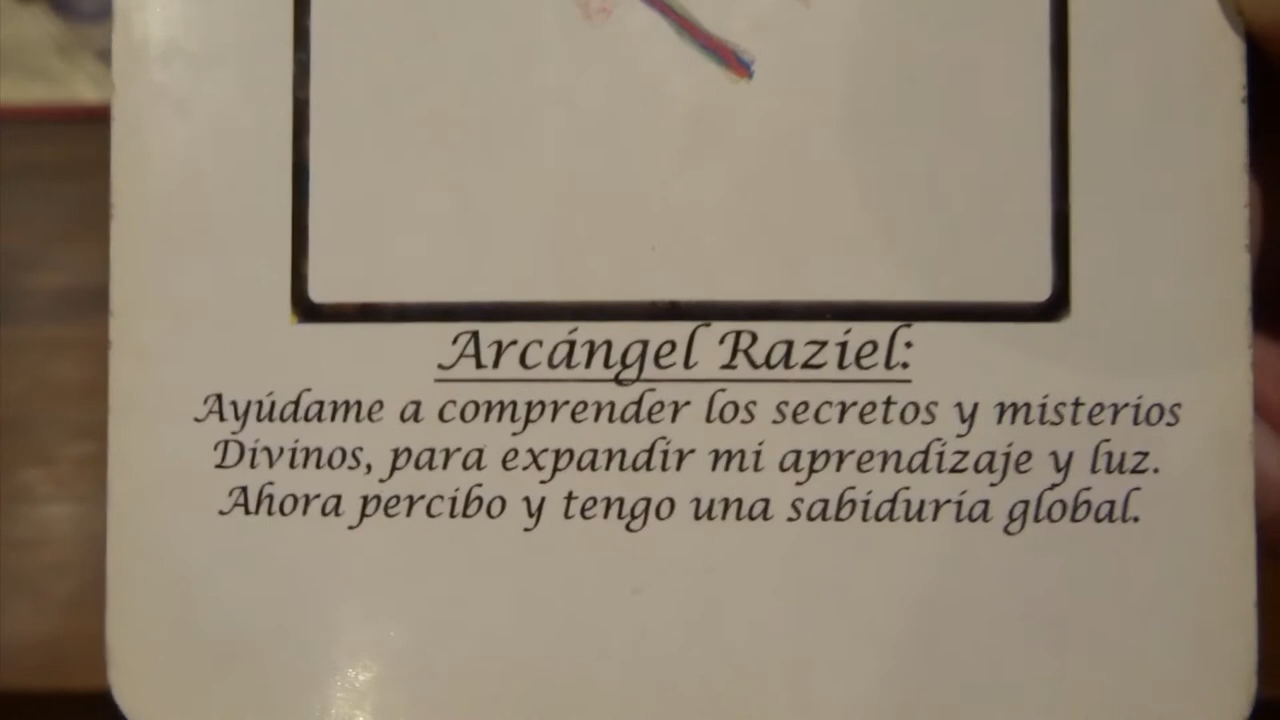 Arcángel Raziel:
Ayúdame a comprender los secretos y misterios
Divinos, para expandir mi aprendizaje y luz.
Ahora percibo y tengo una sabiduría global.